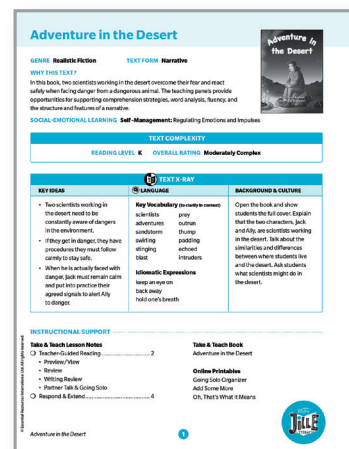 Adventure in the Desert
Adventure in
the Desert
GENRE Realistic Fiction TEXT FORM Narrative
WHY THIS TEXT?
In this book, two scientists working in the desert overcome their fear and react
safely when facing danger from a dangerous animal. The teaching panels provide
opportunities for supporting comprehension strategies, word analysis, fluency, and
the structure and features of a narrative.
SOCIAL-EMOTIONAL LEARNING Self-Management: Regulating Emotions and Impulses
TEXT COMPLEXITY
READING LEVEL K OVERALL RATING Moderately Complex
TEXT X-RAY
KEY IDEAS
• Two scientists working in
the desert need to be
constantly aware of dangers
in the environment.
• If they get in danger, they have
procedures they must follow
calmly to stay safe.
• When he is actually faced with
danger, Jack must remain calm
and put into practice their
agreed signals to alert Ally
to danger.
LANGUAGE
Key Vocabulary (to clarify in context)
scientists prey
adventures outrun
sandstorm thump
swirling padding
stinging echoed
blast intruders
Idiomatic Expressions
keep an eye on
back away
hold one's breath
BACKGROUND & CULTURE
Open the book and show
students the full cover. Explain
that the two characters, Jack
and Ally, are scientists working
in the desert. Talk about the
similarities and differences
between where students live
and the desert. Ask students
what scientists might do in
the desert.
INSTRUCTIONAL SUPPORT
Take & Teach Lesson Notes
Teacher-Guided Reading 2
• Preview/View
• Review
• Writing Review
• Partner Talk & Going Solo
Respond & Extend 4
Take & Teach Book
Adventure in the Desert
Online Printables
Going Solo Organizer
Add Some More
Oh, That's What it Means
Adventure in the Desert
1
JILLE